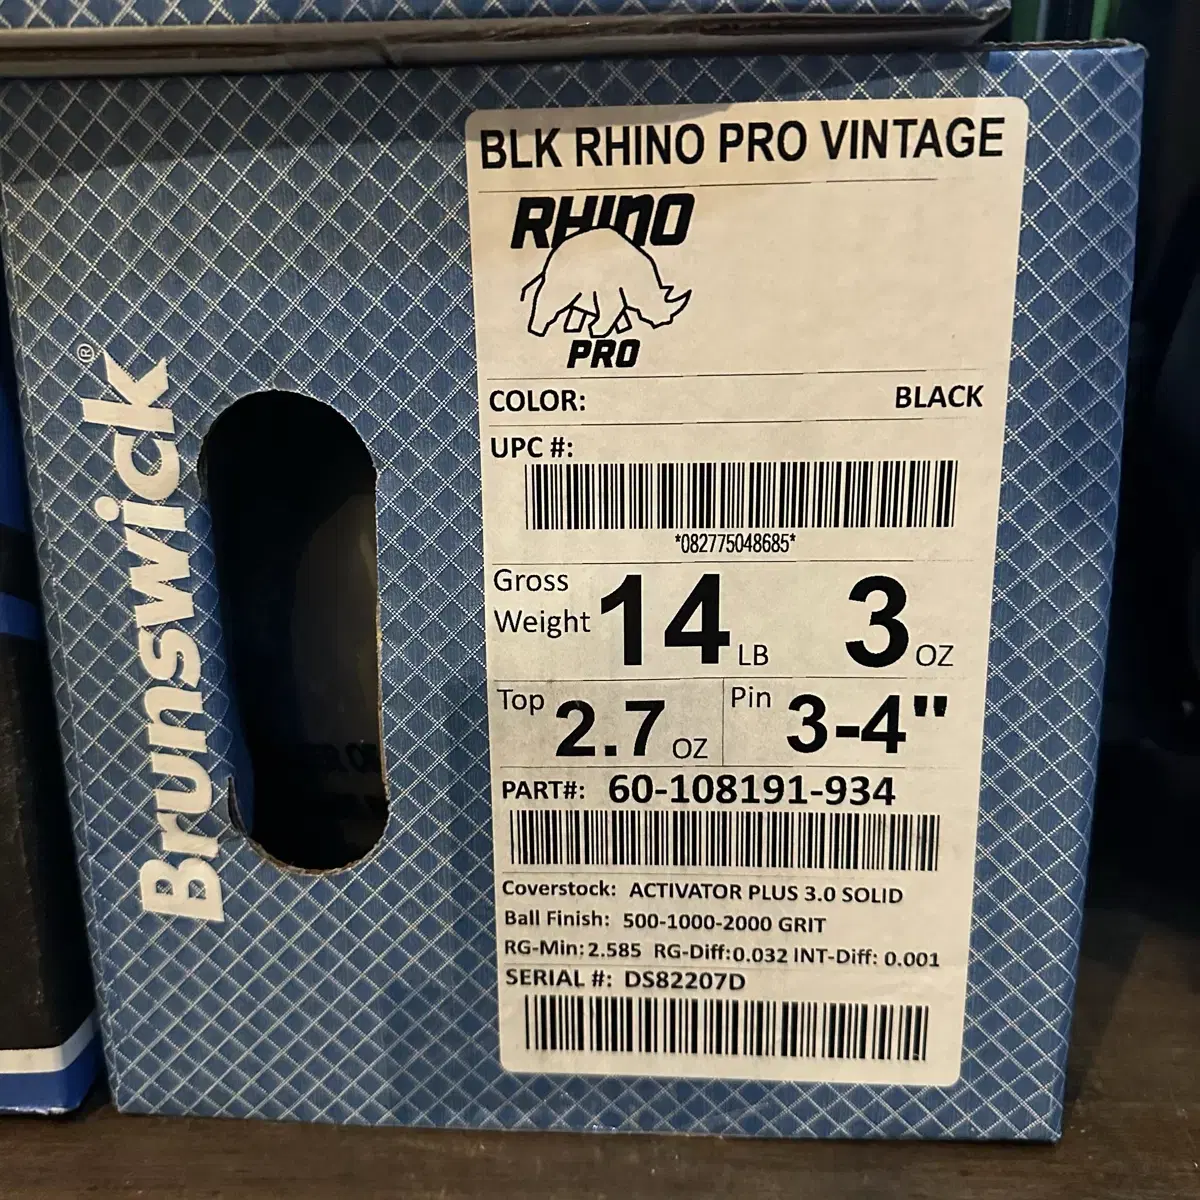 BLK RHINO PRO VINTAGE
RHINO
PRO
COLOR: BLACK
UPC #:
*082775048685*
Gross Weight 14 LB 3 OZ
Top 2.7 OZ Pin 3-4"
PART#: 60-108191-934
Coverstock: ACTIVATOR PLUS 3.0 SOLID
Ball Finish: 500-1000-2000 GRIT
RG-Min: 2.585 RG-Diff: 0.032 INT-Diff: 0.001
SERIAL #: DS82207D
Brunswick®